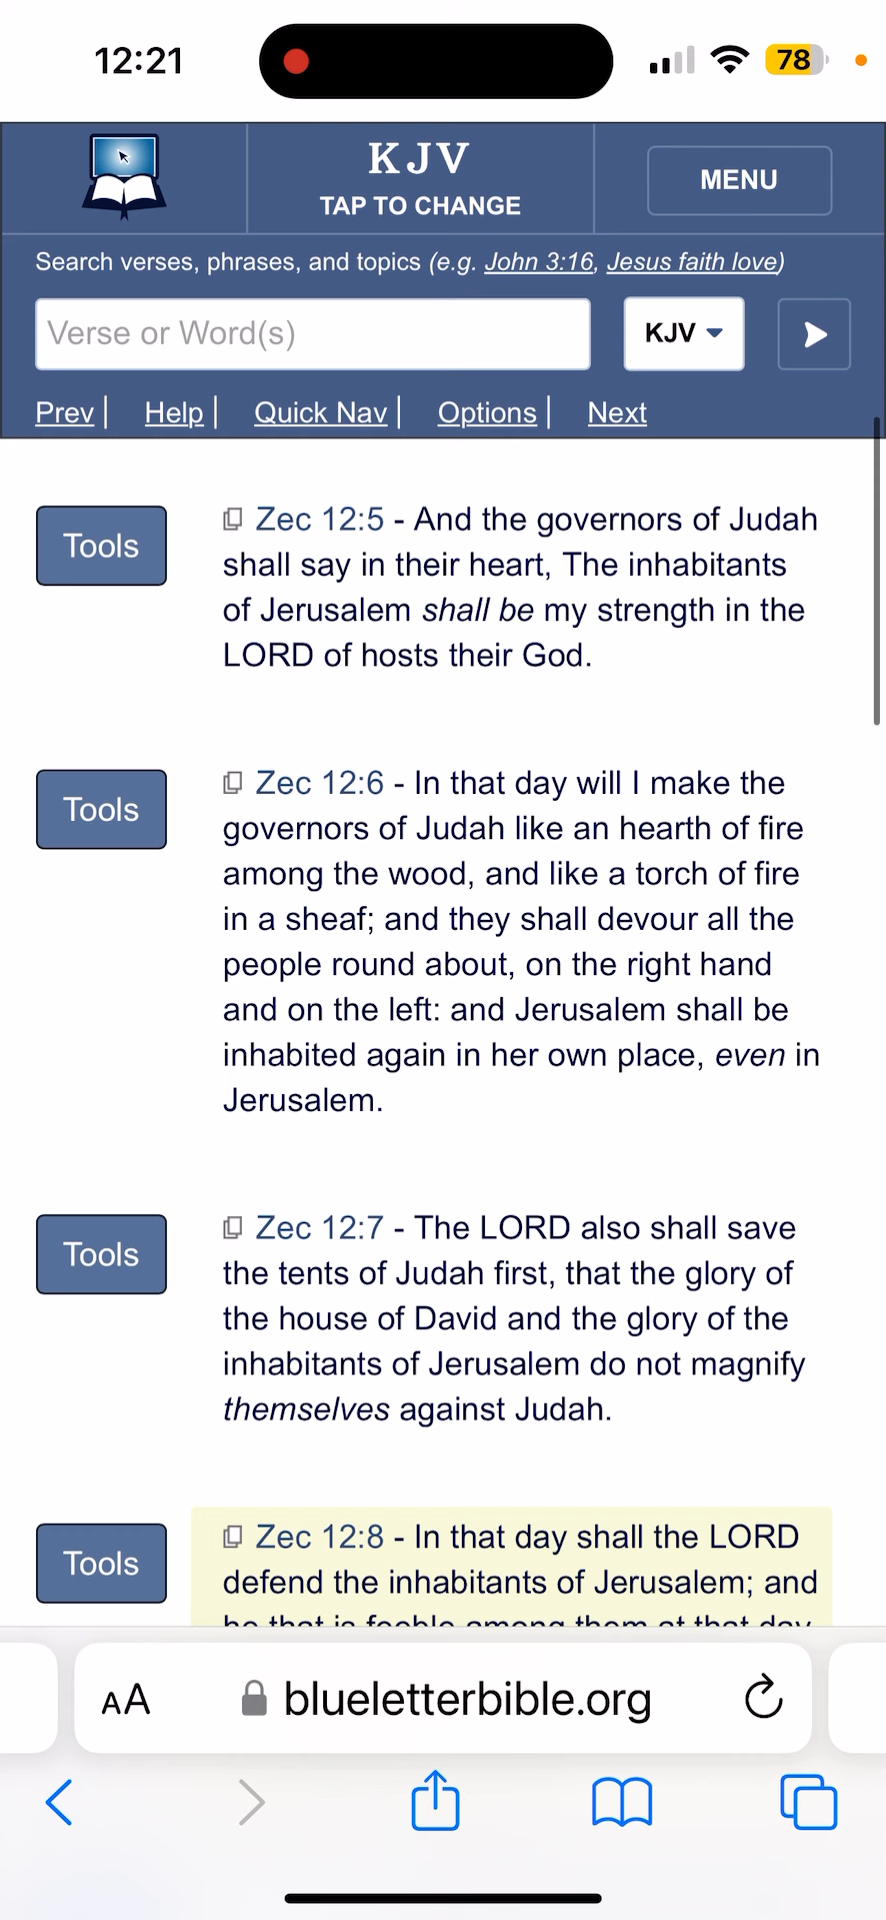 12:21
78
KJV
TAP TO CHANGE
MENU
Search verses, phrases, and topics (e.g. John 3:16, Jesus faith love)
Verse or Word(s)
KJV
Prev | Help | Quick Nav | Options | Next
Tools
Zec 12:5 - And the governors of Judah
shall say in their heart, The inhabitants
of Jerusalem shall be my strength in the
LORD of hosts their God.
Tools
Zec 12:6 - In that day will I make the
governors of Judah like an hearth of fire
among the wood, and like a torch of fire
in a sheaf; and they shall devour all the
people round about, on the right hand
and on the left: and Jerusalem shall be
inhabited again in her own place, even in
Jerusalem.
Tools
Zec 12:7 - The LORD also shall save
the tents of Judah first, that the glory of
the house of David and the glory of the
inhabitants of Jerusalem do not magnify
themselves against Judah.
Tools
Zec 12:8 - In that day shall the LORD
defend the inhabitants of Jerusalem; and
he that is feeble among them at that day
AA
blueletterbible.org